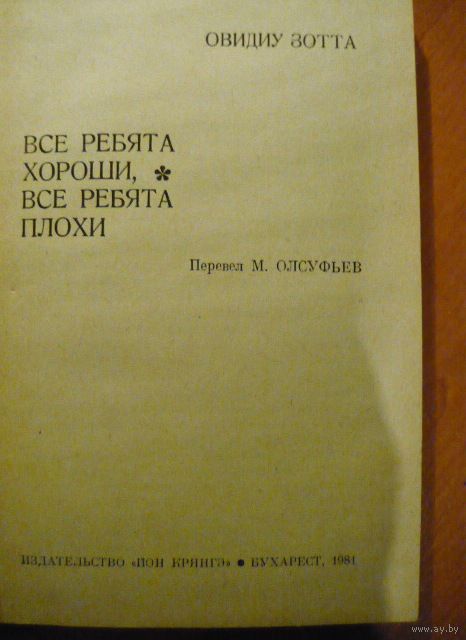 ОВИДИУ ЗОТТА
ВСЕ РЕБЯТА
ХОРОШИ, *
ВСЕ РЕБЯТА
ПЛОХИ
Перевел М. ОЛСУФЬЕВ
ИЗДАТЕЛЬСТВО «ИОН КРЯНГЭ» ● БУХАРЕСТ, 1981
www.ay.by